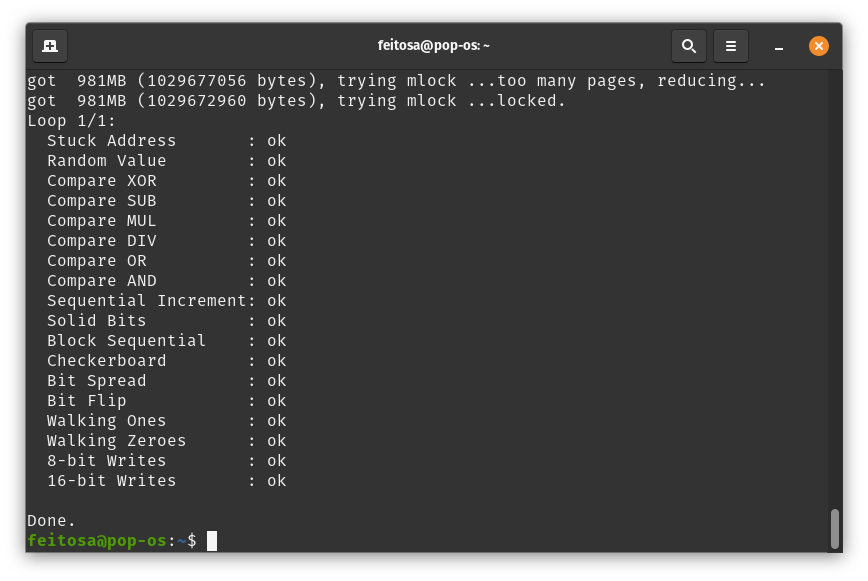 feitosa@pop-os: ~
got  981MB (1029677056 bytes), trying mlock ...too many pages, reducing...
got  981MB (1029672960 bytes), trying mlock ...locked.
Loop 1/1:
  Stuck Address       : ok
  Random Value        : ok
  Compare XOR         : ok
  Compare SUB         : ok
  Compare MUL         : ok
  Compare DIV         : ok
  Compare OR          : ok
  Compare AND         : ok
  Sequential Increment: ok
  Solid Bits          : ok
  Block Sequential    : ok
  Checkerboard        : ok
  Bit Spread          : ok
  Bit Flip            : ok
  Walking Ones        : ok
  Walking Zeroes      : ok
  8-bit Writes        : ok
  16-bit Writes       : ok
Done.
feitosa@pop-os:~$